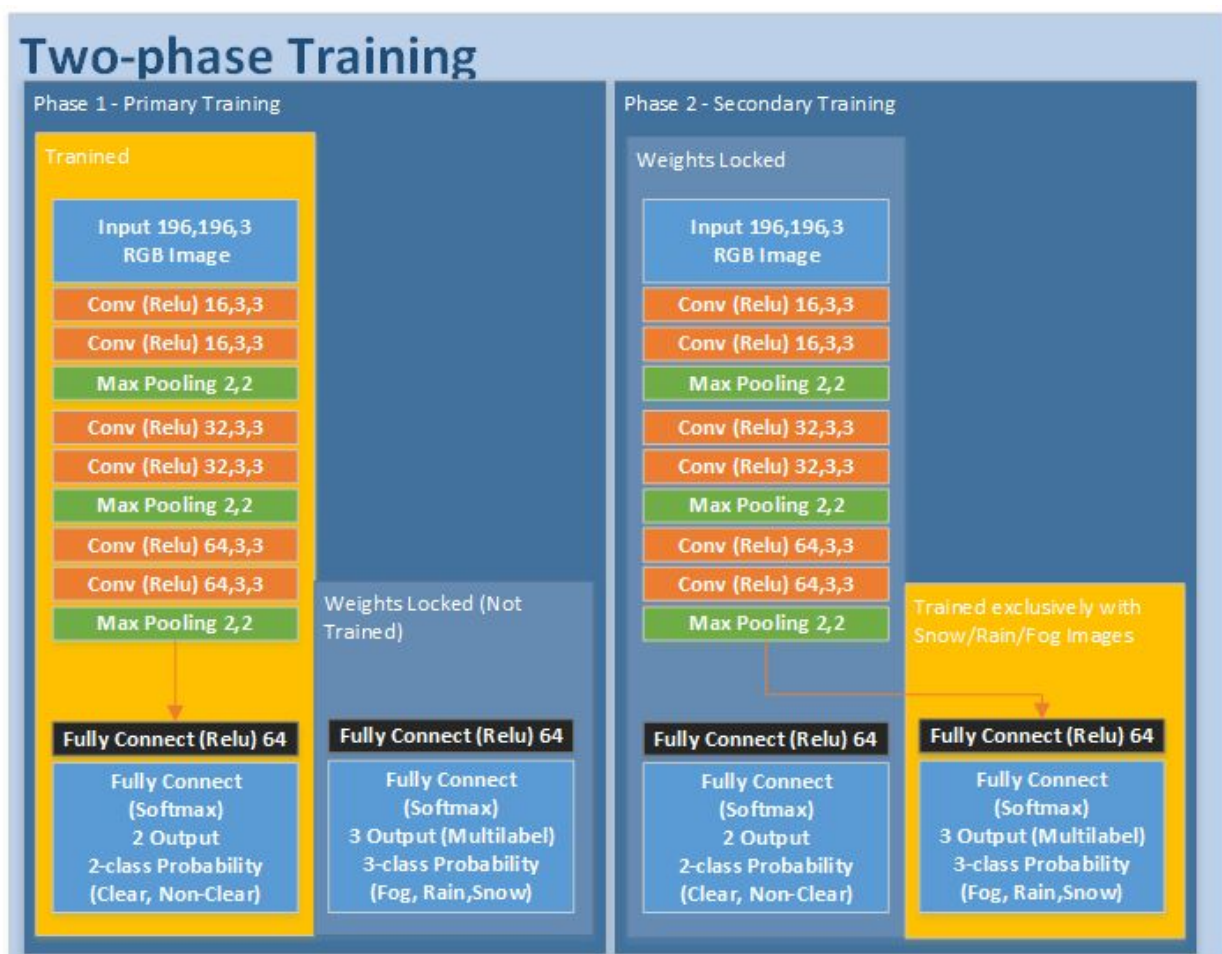 Two-phase Training
Phase 1 - Primary Training
Tranined
Input 196,196,3
RGB Image
Conv (Relu) 16,3,3
Conv (Relu) 16,3,3
Max Pooling 2,2
Conv (Relu) 32,3,3
Conv (Relu) 32,3,3
Max Pooling 2,2
Conv (Relu) 64,3,3
Conv (Relu) 64,3,3
Max Pooling 2,2
Fully Connect (Relu) 64
Fully Connect
(Softmax)
2 Output
2-class Probability
(Clear, Non-Clear)
Weights Locked (Not
Trained)
Fully Connect (Relu) 64
Fully Connect
(Softmax)
3 Output (Multilabel)
3-class Probability
(Fog, Rain,Snow)
Phase 2 - Secondary Training
Weights Locked
Input 196,196,3
RGB Image
Conv (Relu) 16,3,3
Conv (Relu) 16,3,3
Max Pooling 2,2
Conv (Relu) 32,3,3
Conv (Relu) 32,3,3
Max Pooling 2,2
Conv (Relu) 64,3,3
Conv (Relu) 64,3,3
Max Pooling 2,2
Fully Connect (Relu) 64
Fully Connect
(Softmax)
2 Output
2-class Probability
(Clear, Non-Clear)
Trained exclusively with
Snow/Rain/Fog Images
Fully Connect (Relu) 64
Fully Connect
(Softmax)
3 Output (Multilabel)
3-class Probability
(Fog, Rain,Snow)